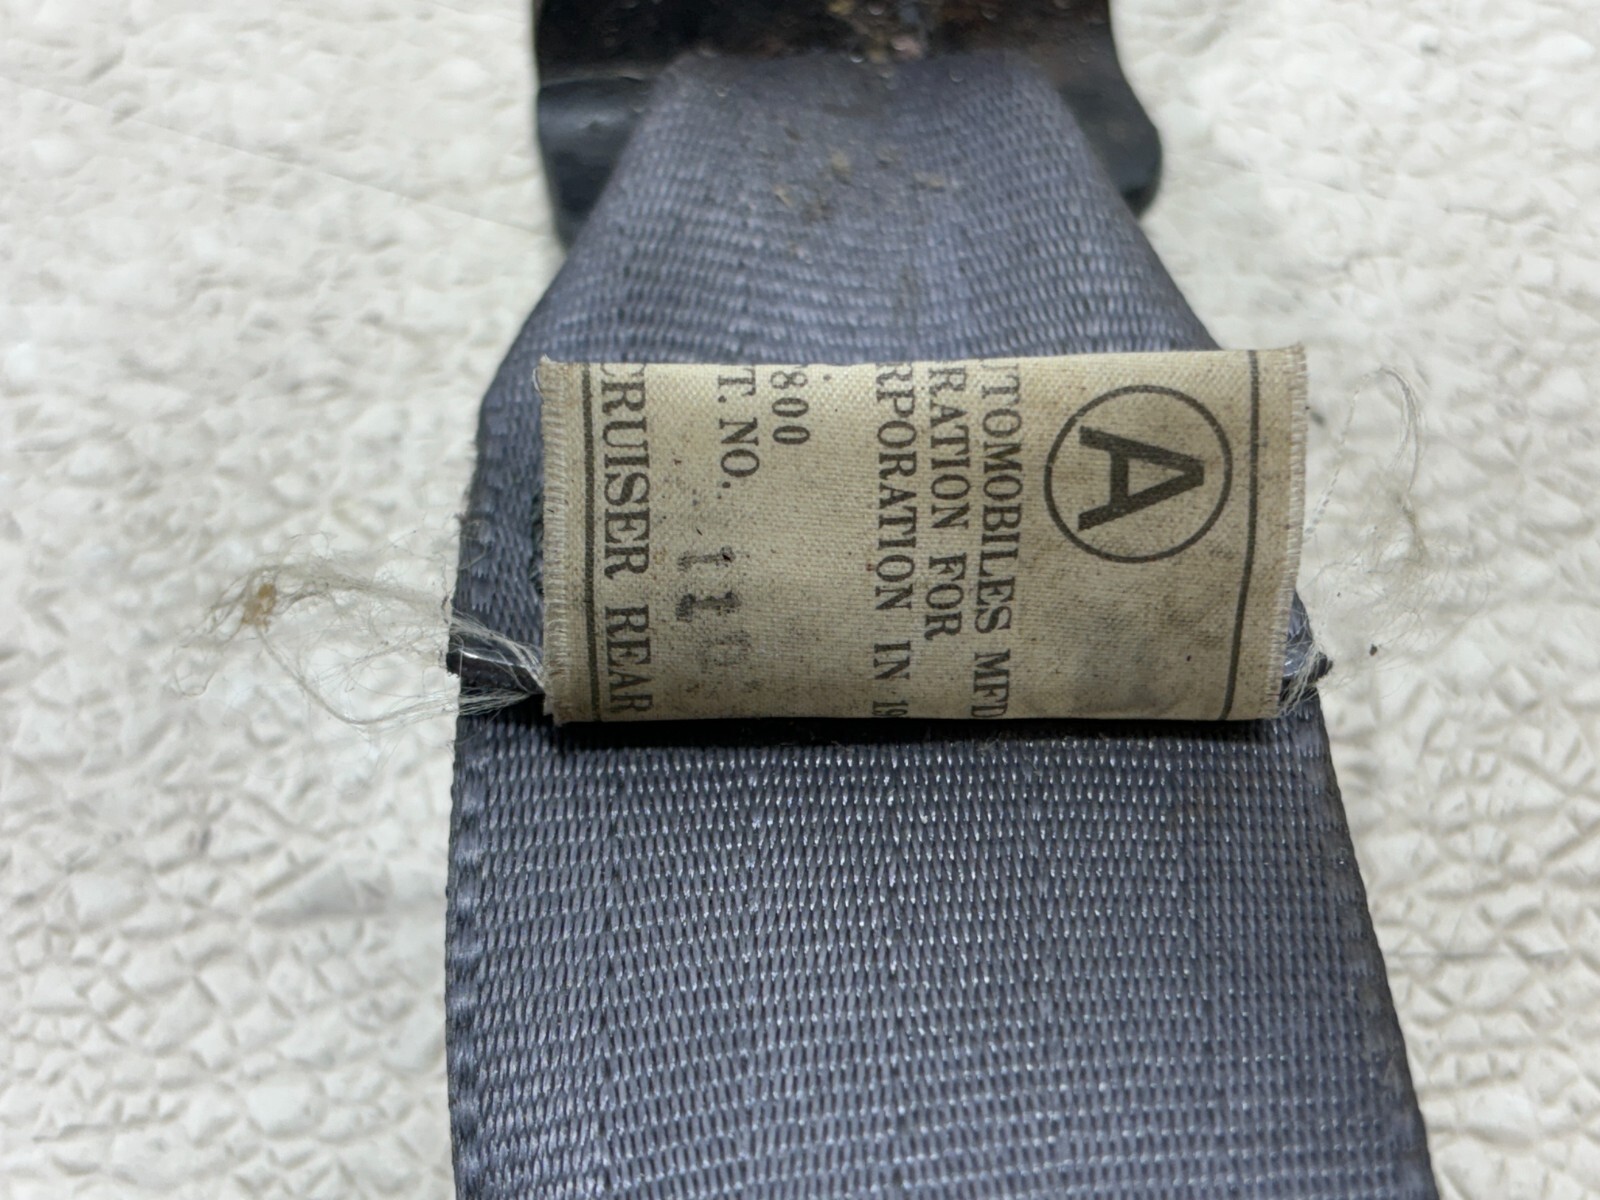 A
UTOMOBILES MFD
RATION FOR
RPORATION IN 19
800
T. NO.
CRUISER REAR